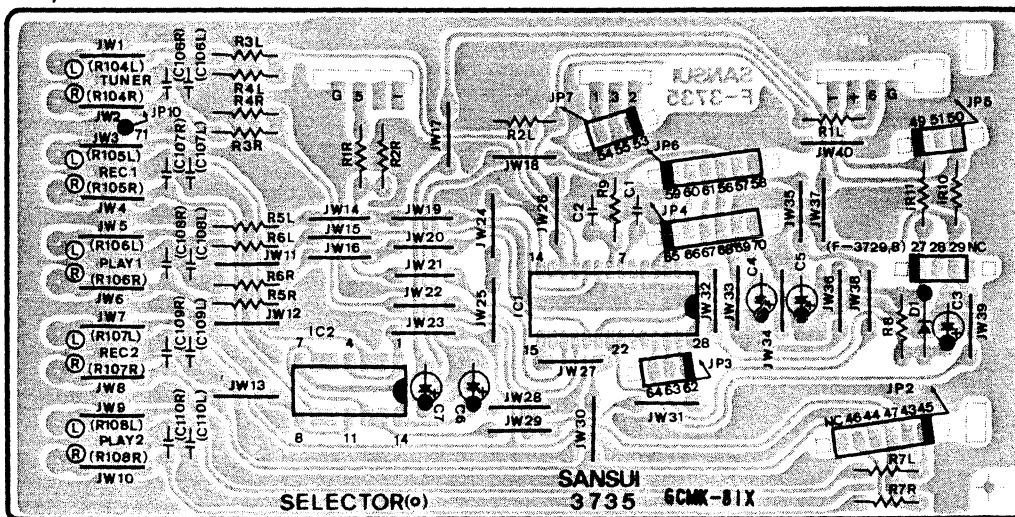 JW1
(R104L)
L
TUNER
R
(R104R)
JW2
JP10
71
JW3
(R105L)
L
REC1
R
(R105R)
JW4
JW5
(R106L)
L
PLAY1
R
(R106R)
JW6
JW7
(R107L)
L
REC2
R
(R107R)
JW8
JW9
(R108L)
L
PLAY2
R
(R108R)
JW10
(C106R)
(C106L)
(C107R)
(C107L)
(C108R)
(C108L)
(C109R)
(C109L)
(C110R)
(C110L)
R3L
R4L
R4R
R3R
R5L
R6L
JW11
R6R
R5R
JW12
JW13
G 5
R1R
R2R
JW14
JW15
JW16
JW17
JW18
JW19
JW20
JW21
JW22
JW23
IC2
7 4 1
8 11 14
C7
C6
R2L
JP7
1 3 2
54 55 53
SANSUI
F-3735
JP6
59 60 61 56 57 58
JP4
65 66 67 68 69 70
JW24
JW25
JW26
C2
R9
C1
14 7
IC1
15 22 28
JW27
JW28
JW29
JW30
JW31
JP3
64 63 62
JW32
JW33
C4
JW34
C5
JW35
JW37
JW36
JW38
6 G
R1L
JW40
49 51 50
JP5
R11
R10
(F-3729,8) 27 28 29 NC
R8
D1
C3
JW39
JP2
NC 46 44 47 43 45
R7L
R7R
SELECTOR(o)
SANSUI
3735
GCMK-81X